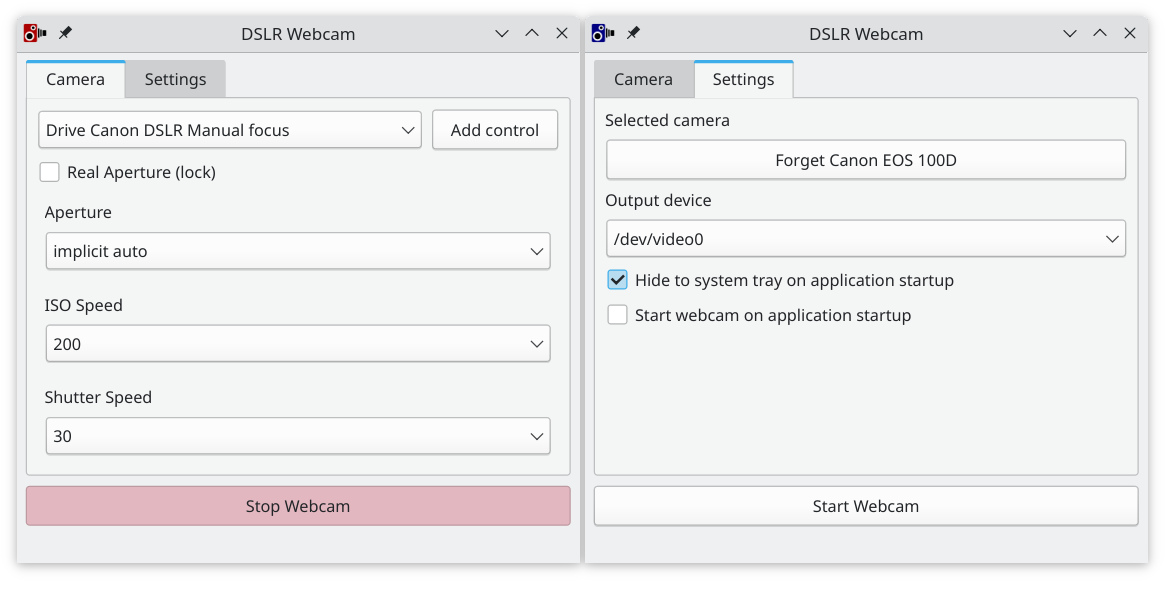 DSLR Webcam
Camera
Settings
Drive Canon DSLR Manual focus
Add control
Real Aperture (lock)
Aperture
implicit auto
ISO Speed
200
Shutter Speed
30
Stop Webcam
DSLR Webcam
Camera
Settings
Selected camera
Forget Canon EOS 100D
Output device
/dev/video0
Hide to system tray on application startup
Start webcam on application startup
Start Webcam